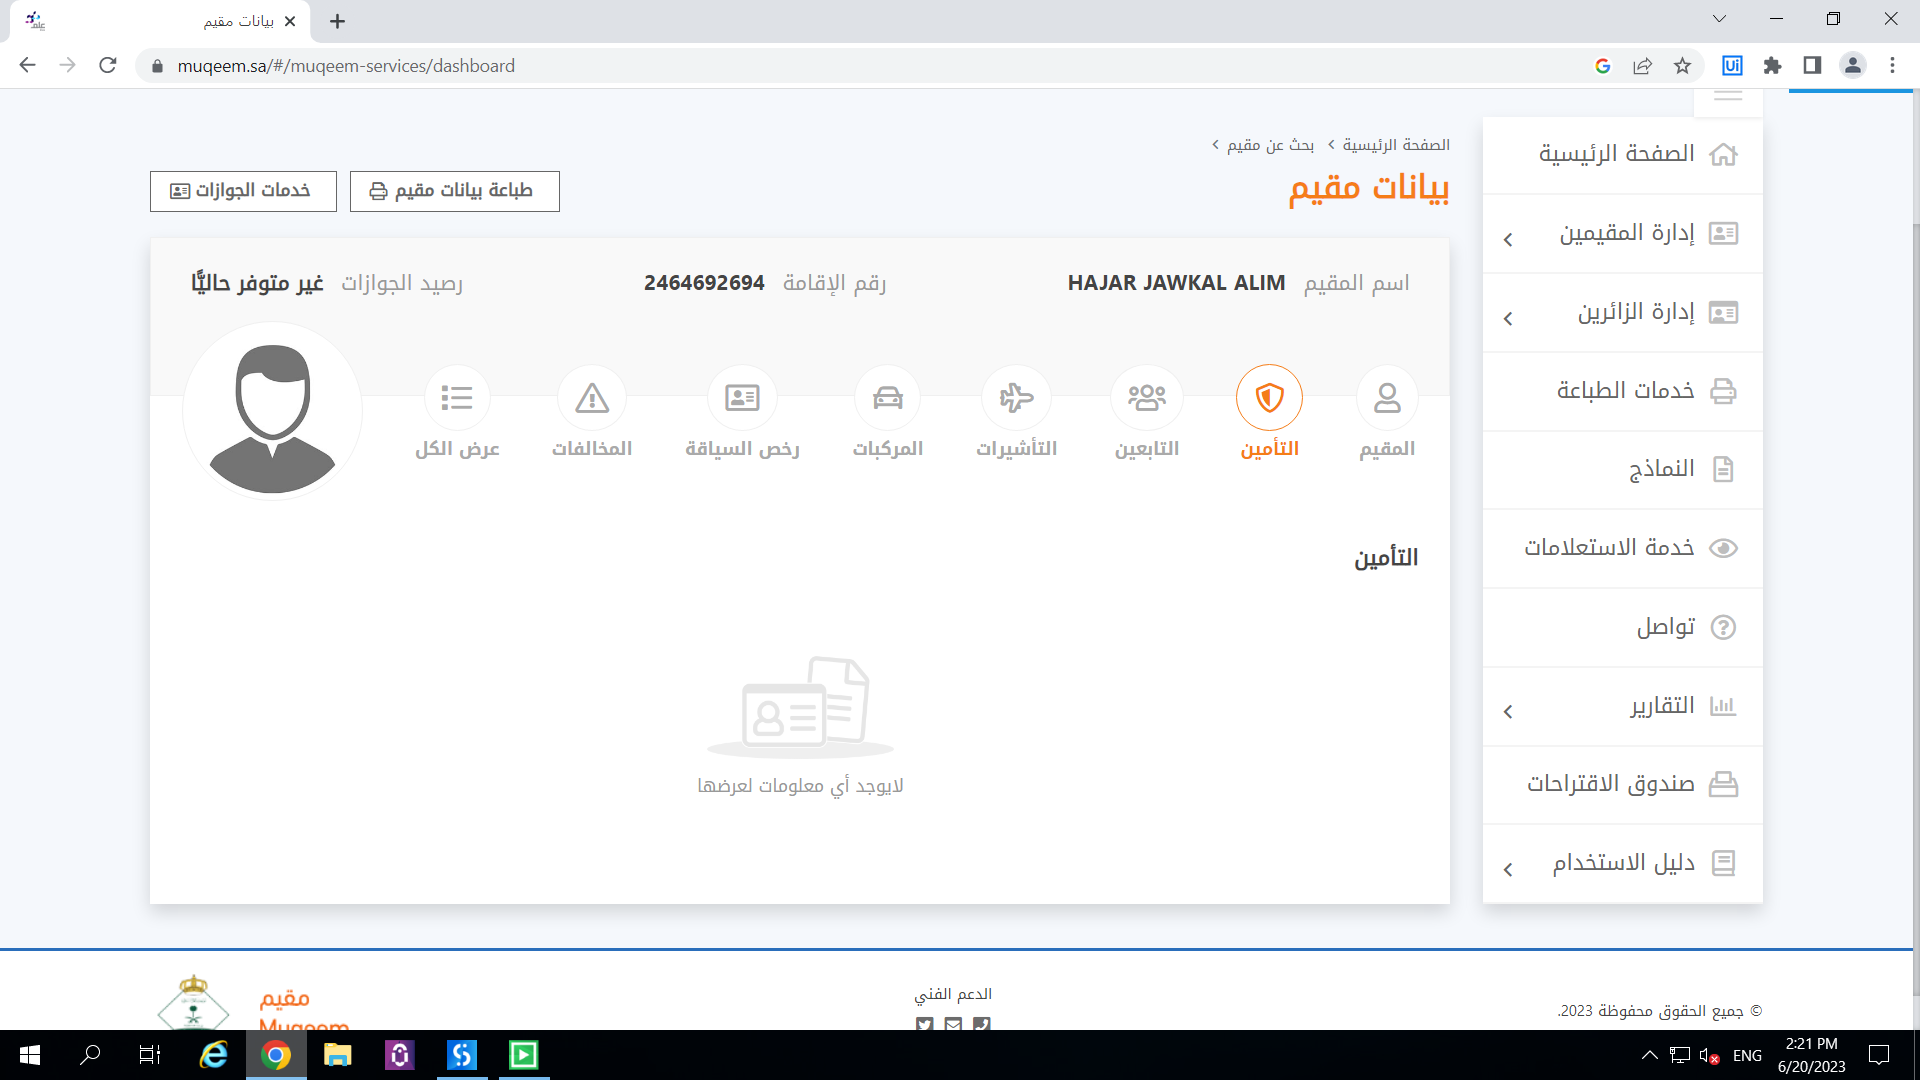 بيانات مقيم
muqeem.sa/#/muqeem-services/dashboard
الصفحة الرئيسية
إدارة المقيمين
إدارة الزائرين
خدمات الطباعة
النماذج
خدمة الاستعلامات
تواصل
التقارير
صندوق الاقتراحات
دليل الاستخدام
الصفحة الرئيسية > بحث عن مقيم >
بيانات مقيم
طباعة بيانات مقيم
خدمات الجوازات
اسم المقيم HAJAR JAWKAL ALIM
رقم الإقامة 2464692694
رصيد الجوازات غير متوفر حاليًّا
المقيم
التأمين
التابعين
التأشيرات
المركبات
رخص السياقة
المخالفات
عرض الكل
التأمين
لايوجد أي معلومات لعرضها
© جميع الحقوق محفوظة 2023.
الدعم الفني
مقيم
Muqeem
ENG
2:21 PM
6/20/2023